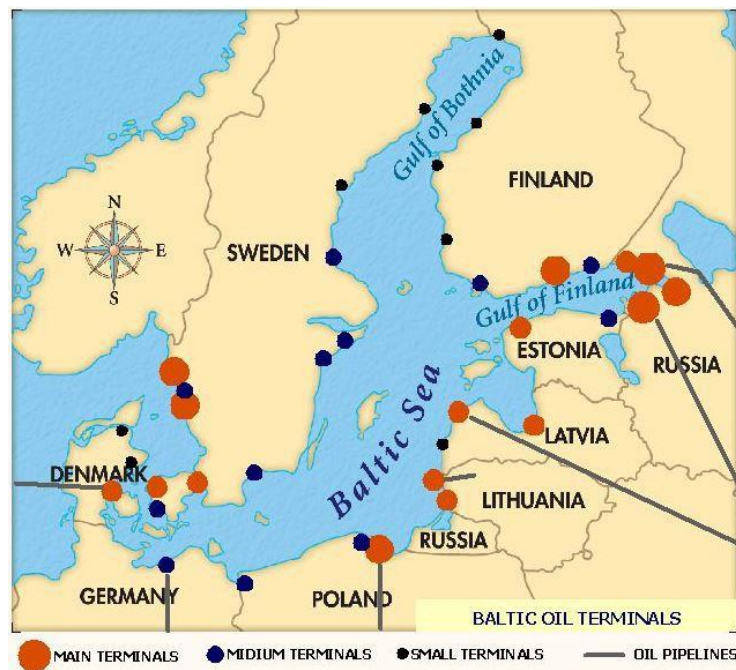 Gulf of Bothnia
FINLAND
N
W E
S
SWEDEN
Gulf of Finland
ESTONIA
RUSSIA
Baltic Sea
LATVIA
DENMARK
LITHUANIA
RUSSIA
GERMANY
POLAND
BALTIC OIL TERMINALS
MAIN TERMINALS MIDIUM TERMINALS SMALL TERMINALS OIL PIPELINES